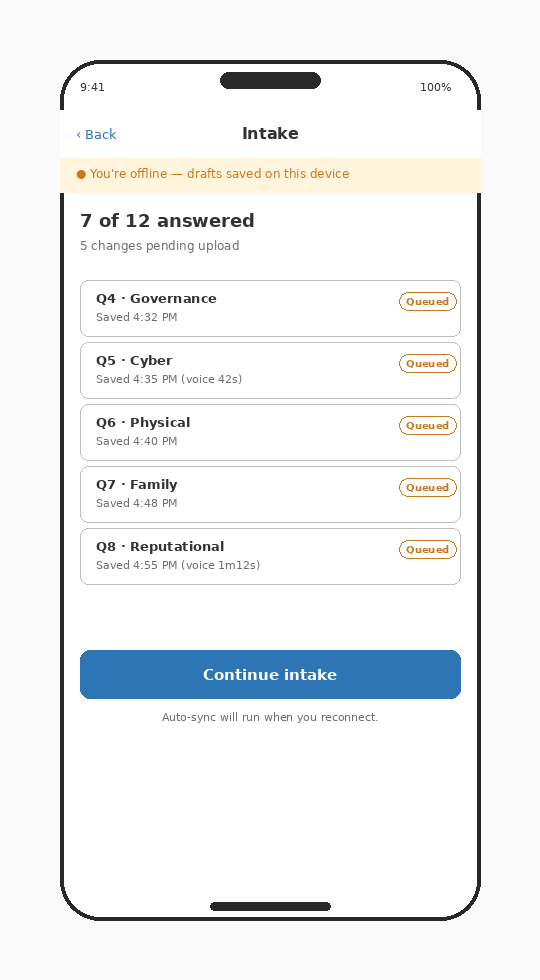 9:41
100%
‹ Back
Intake
● You're offline — drafts saved on this device
7 of 12 answered
5 changes pending upload
Q4 · Governance
Queued
Saved 4:32 PM
Q5 · Cyber
Queued
Saved 4:35 PM (voice 42s)
Q6 · Physical
Queued
Saved 4:40 PM
Q7 · Family
Queued
Saved 4:48 PM
Q8 · Reputational
Queued
Saved 4:55 PM (voice 1m12s)
Continue intake
Auto-sync will run when you reconnect.